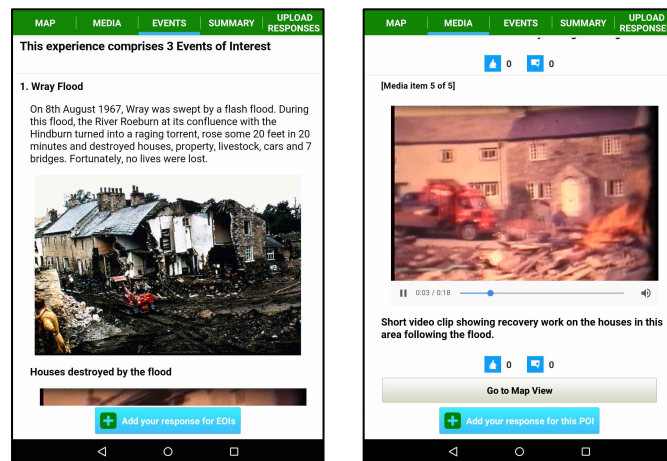 MAP
MEDIA
EVENTS
SUMMARY
UPLOAD
RESPONSES
This experience comprises 3 Events of Interest
1. Wray Flood
On 8th August 1967, Wray was swept by a flash flood. During
this flood, the River Roeburn at its confluence with the
Hindburn turned into a raging torrent, rose some 20 feet in 20
minutes and destroyed houses, property, livestock, cars and 7
bridges. Fortunately, no lives were lost.
Houses destroyed by the flood
Add your response for EOIs
MAP
MEDIA
EVENTS
SUMMARY
UPLOAD
RESPONSES
0
0
[Media item 5 of 5]
0:03 / 0:18
Short video clip showing recovery work on the houses in this
area following the flood.
0
0
Go to Map View
Add your response for this POI